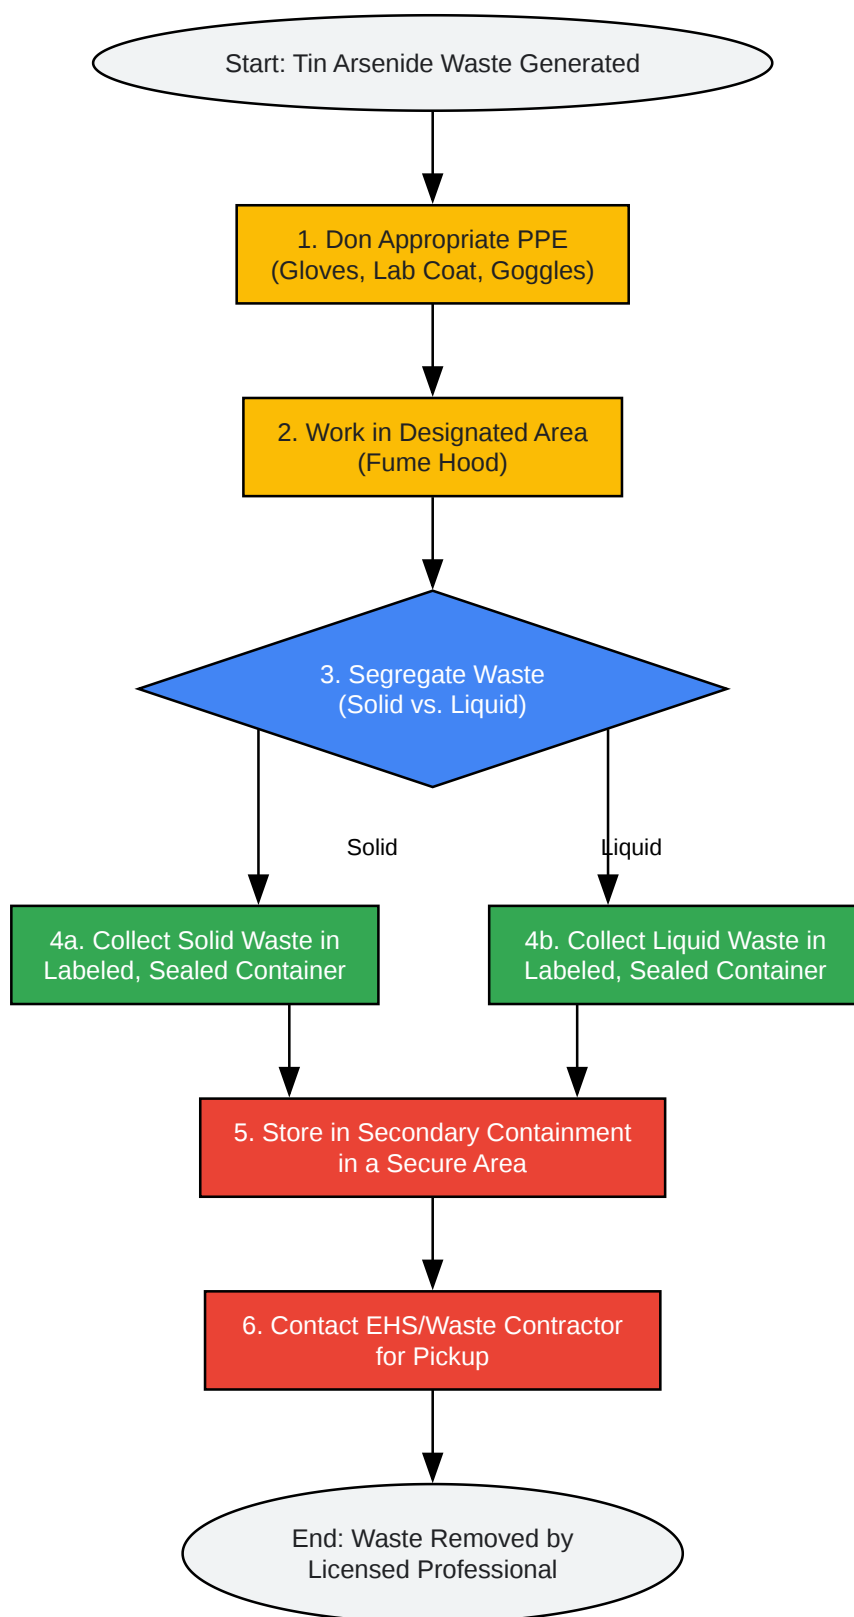 Start: Tin Arsenide Waste Generated
1. Don Appropriate PPE
(Gloves, Lab Coat, Goggles)
2. Work in Designated Area
(Fume Hood)
3. Segregate Waste
(Solid vs. Liquid)
Solid
Liquid
4a. Collect Solid Waste in
Labeled, Sealed Container
4b. Collect Liquid Waste in
Labeled, Sealed Container
5. Store in Secondary Containment
in a Secure Area
6. Contact EHS/Waste Contractor
for Pickup
End: Waste Removed by
Licensed Professional